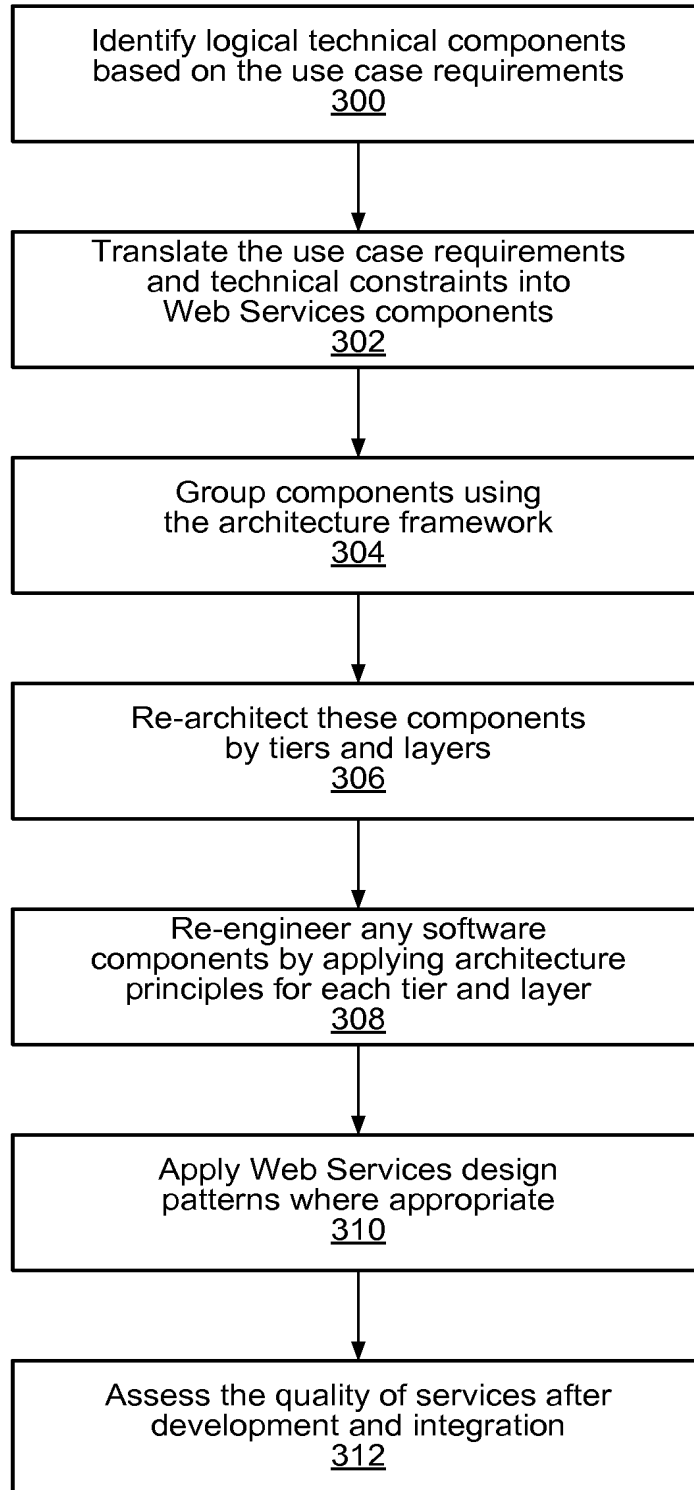 Identify logical technical components
based on the use case requirements
300
Translate the use case requirements
and technical constraints into
Web Services components
302
Group components using
the architecture framework
304
Re-architect these components
by tiers and layers
306
Re-engineer any software
components by applying architecture
principles for each tier and layer
308
Apply Web Services design
patterns where appropriate
310
Assess the quality of services after
development and integration
312